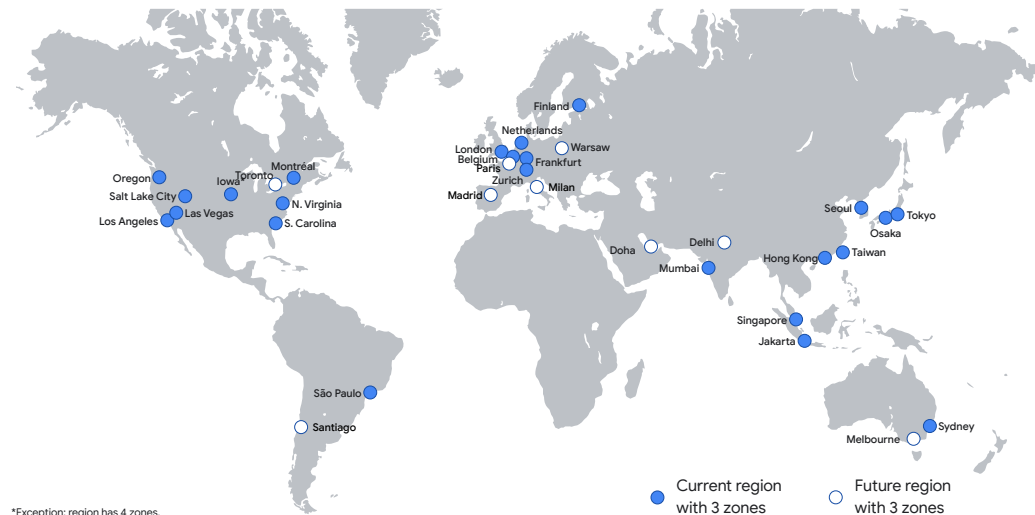 Finland
Netherlands
London
Warsaw
Belgium
Frankfurt
Paris
Zurich
Milan
Madrid
Montréal
Toronto
Oregon
Iowa*
Salt Lake City
N. Virginia
Las Vegas
Los Angeles
S. Carolina
Seoul
Tokyo
Osaka
Doha
Delhi
Taiwan
Hong Kong
Mumbai
Singapore
Jakarta
São Paulo
Santiago
Sydney
Melbourne
Current region
with 3 zones
Future region
with 3 zones
*Exception: region has 4 zones.